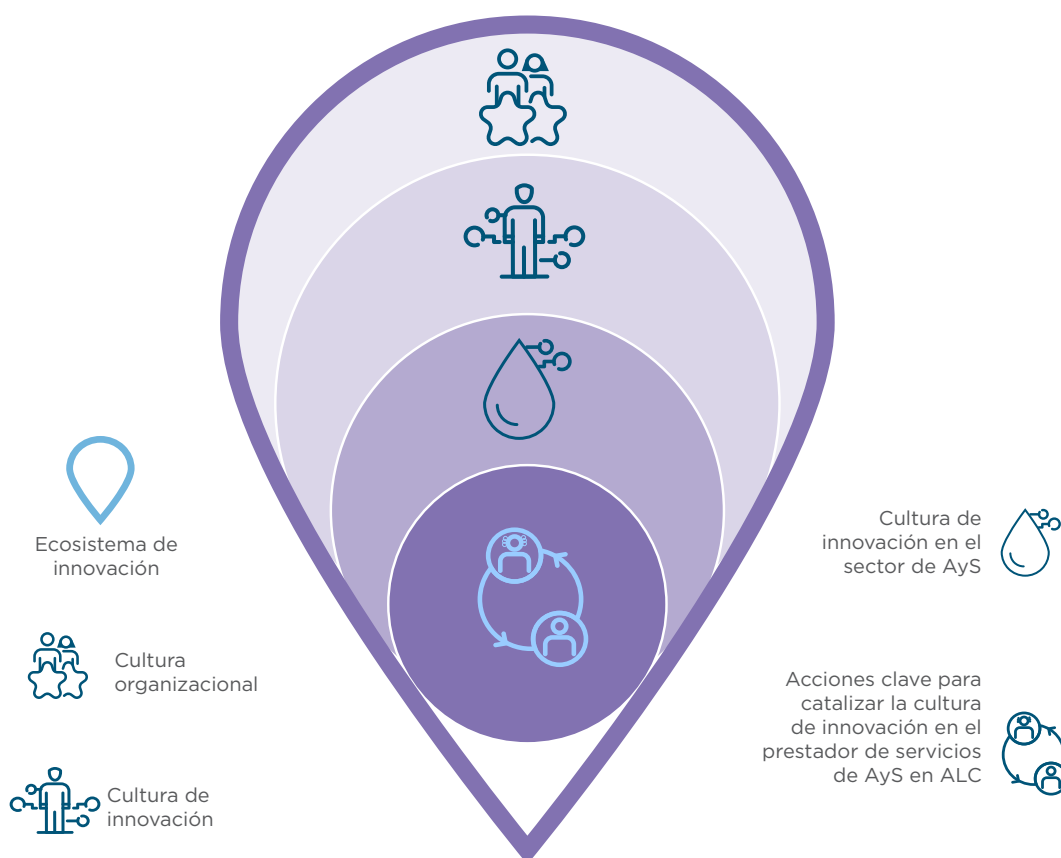 Ecosistema de
innovación
Cultura
organizacional
Cultura de
innovación
Cultura de
innovación en el
sector de AyS
Acciones clave para
catalizar la cultura
de innovación en el
prestador de servicios
de AyS en ALC